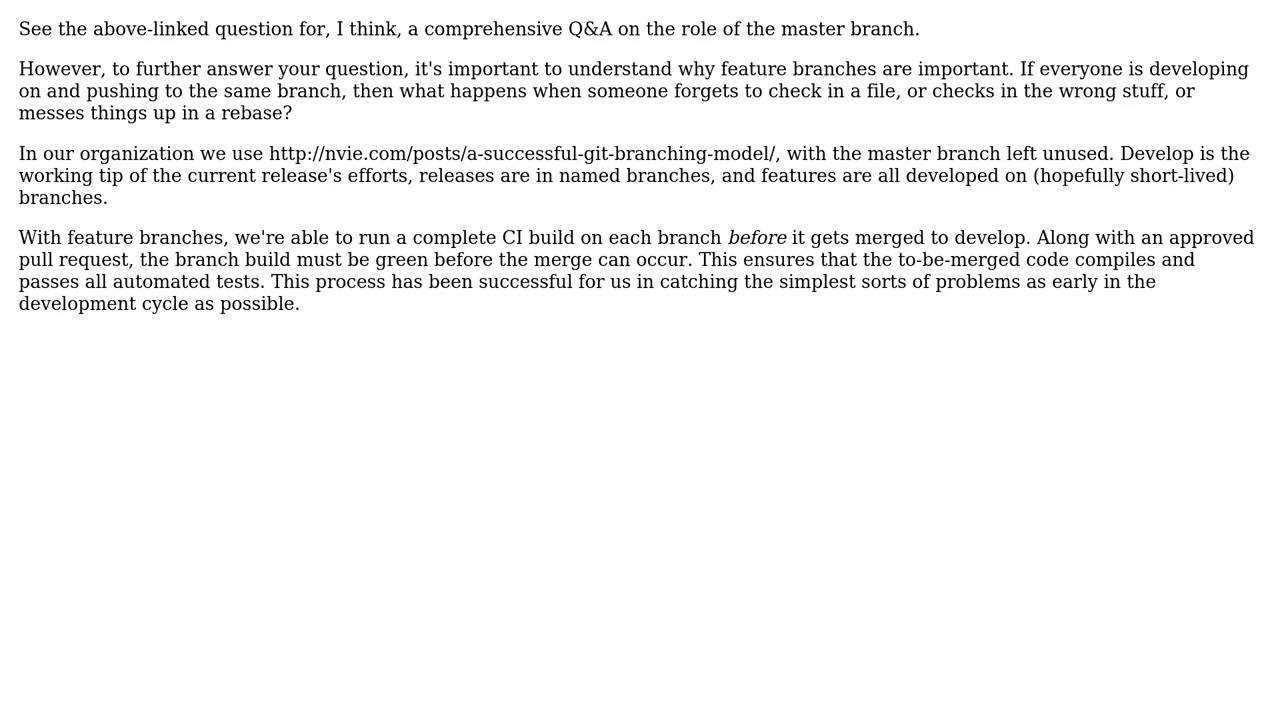 See the above-linked question for, I think, a comprehensive Q&A on the role of the master branch.
However, to further answer your question, it's important to understand why feature branches are important. If everyone is developing
on and pushing to the same branch, then what happens when someone forgets to check in a file, or checks in the wrong stuff, or
messes things up in a rebase?
In our organization we use http://nvie.com/posts/a-successful-git-branching-model/, with the master branch left unused. Develop is the
working tip of the current release's efforts, releases are in named branches, and features are all developed on (hopefully short-lived)
branches.
With feature branches, we're able to run a complete CI build on each branch before it gets merged to develop. Along with an approved
pull request, the branch build must be green before the merge can occur. This ensures that the to-be-merged code compiles and
passes all automated tests. This process has been successful for us in catching the simplest sorts of problems as early in the
development cycle as possible.